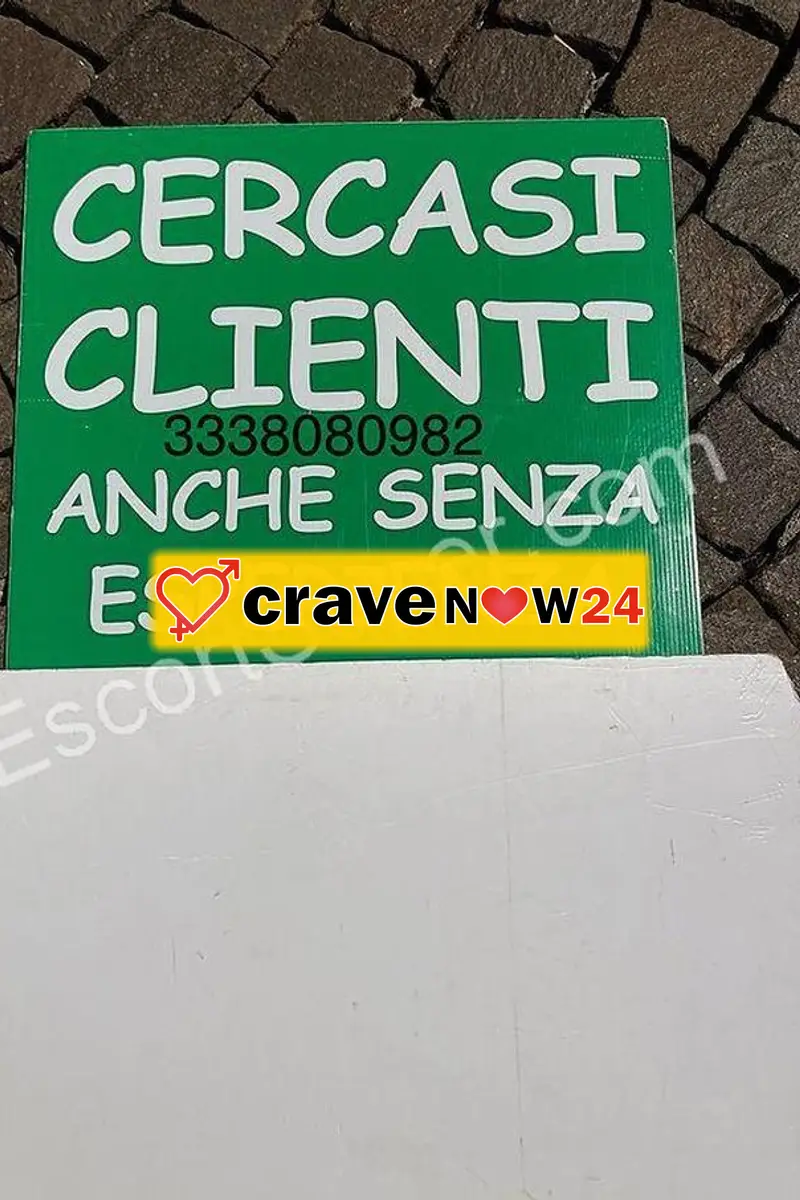 CERCASI
CLIENTI
3338080982
ANCHE SENZA
craveNOW24